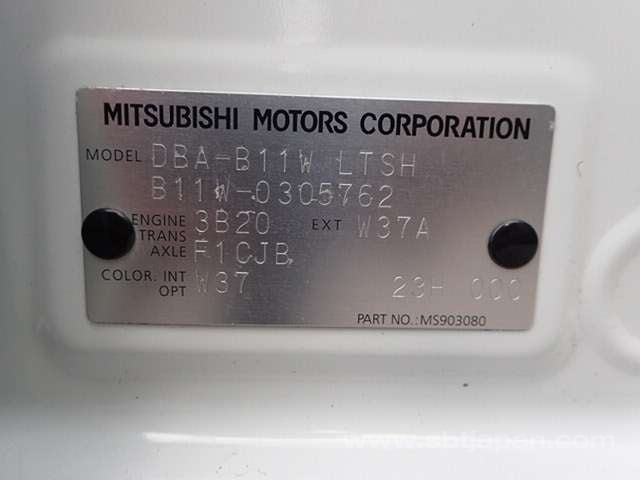 MITSUBISHI MOTORS CORPORATION
MODEL DBA-B11W LTSH
B11W-0305762
ENGINE 3B20 EXT W37A
TRANS
AXLE F1CJB
COLOR. INT W37 23H 000
OPT
PART NO.: MS903080
www.sbtjapan.com